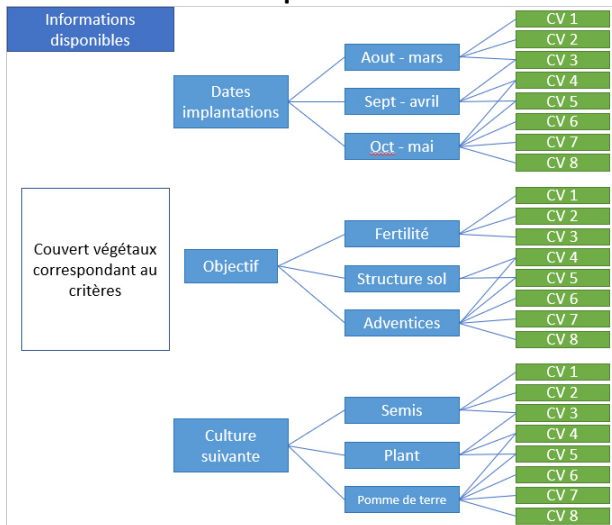 Informations
disponibles
Dates
implantations
Aout - mars
Sept - avril
Oct - mai
CV 1
CV 2
CV 3
CV 4
CV 5
CV 6
CV 7
CV 8
Couvert végétaux
correspondant au
critères
Objectif
Fertilité
Structure sol
Adventices
CV 1
CV 2
CV 3
CV 4
CV 5
CV 6
CV 7
CV 8
Culture
suivante
Semis
Plant
Pomme de terre
CV 1
CV 2
CV 3
CV 4
CV 5
CV 6
CV 7
CV 8